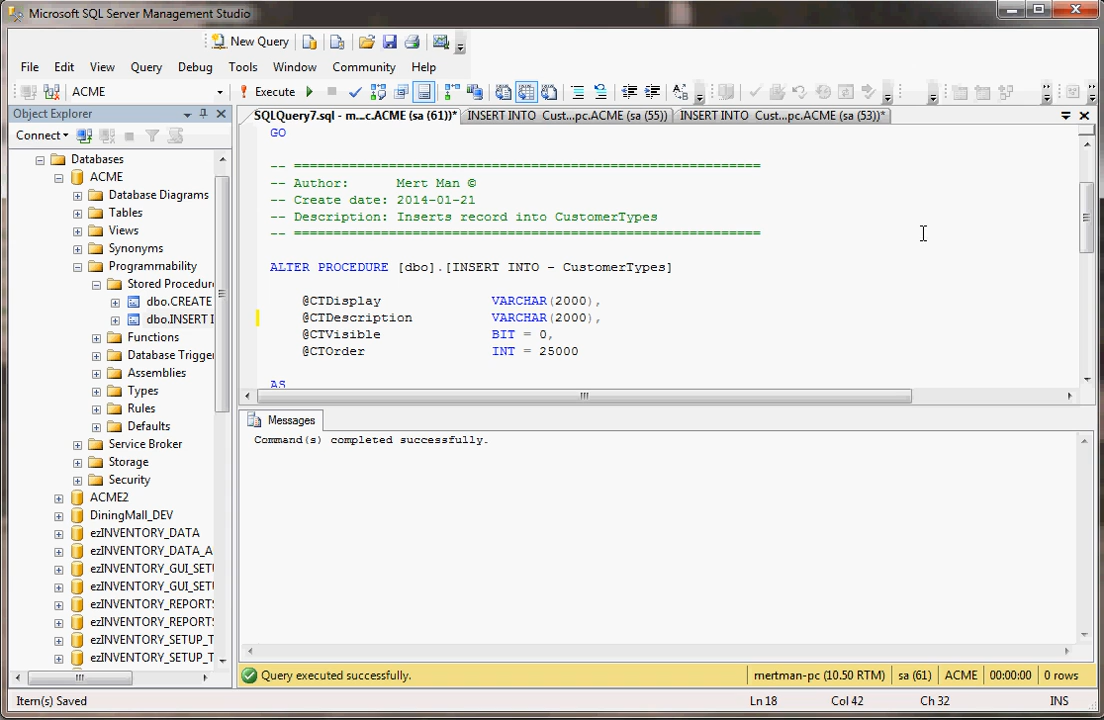 Microsoft SQL Server Management Studio
New Query
File Edit View Query Debug Tools Window Community Help
ACME Execute
Object Explorer
SQLQuery7.sql - m...c.ACME (sa (61))* INSERT INTO Cust...pc.ACME (sa (55)) INSERT INTO Cust...pc.ACME (sa (53))*
Connect
Databases
ACME
Database Diagrams
Tables
Views
Synonyms
Programmability
Stored Procedur
dbo.CREATE
dbo.INSERT I
Functions
Database Trigge
Assemblies
Types
Rules
Defaults
Service Broker
Storage
Security
ACME2
DiningMall_DEV
ezINVENTORY_DATA
ezINVENTORY_DATA_A
ezINVENTORY_GUI_SETU
ezINVENTORY_GUI_SETU
ezINVENTORY_REPORTS
ezINVENTORY_REPORTS
ezINVENTORY_SETUP_T
ezINVENTORY_SETUP_T
GO
-- ===========================================================
-- Author: Mert Man ©
-- Create date: 2014-01-21
-- Description: Inserts record into CustomerTypes
-- ===========================================================
ALTER PROCEDURE [dbo].[INSERT INTO - CustomerTypes]
@CTDisplay VARCHAR(2000),
@CTDescription VARCHAR(2000),
@CTVisible BIT = 0,
@CTOrder INT = 25000
AS
Messages
Command(s) completed successfully.
Query executed successfully. mertman-pc (10.50 RTM) sa (61) ACME 00:00:00 0 rows
Item(s) Saved Ln 18 Col 42 Ch 32 INS